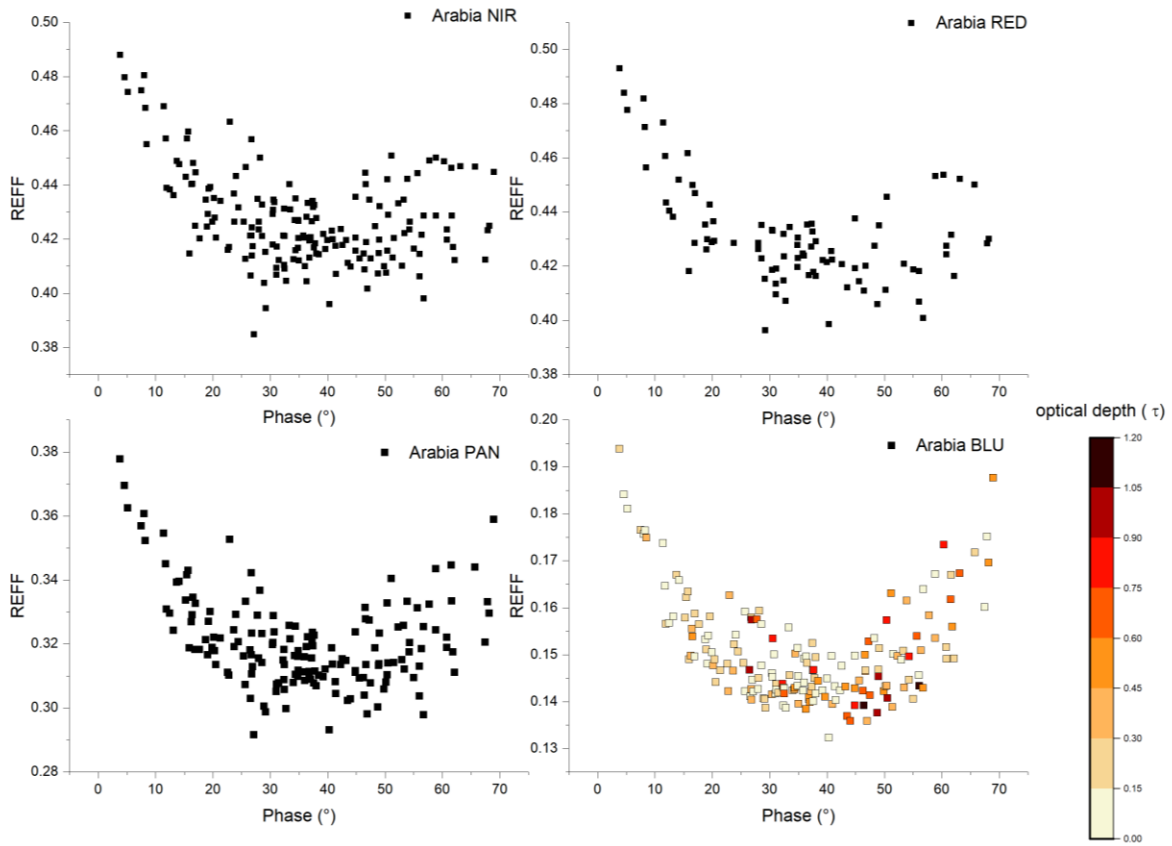 Arabia NIR
0.50
0.48
0.46
0.44
0.42
0.40
0.38
REFF
0 10 20 30 40 50 60 70
Phase (°)
Arabia RED
0.50
0.48
0.46
0.44
0.42
0.40
0.38
REFF
0 10 20 30 40 50 60 70
Phase (°)
Arabia PAN
0.38
0.36
0.34
0.32
0.30
0.28
REFF
0 10 20 30 40 50 60 70
Phase (°)
Arabia BLU
0.20
0.19
0.18
0.17
0.16
0.15
0.14
0.13
REFF
0 10 20 30 40 50 60 70
Phase (°)
optical depth ( τ)
1.20
1.05
0.90
0.75
0.60
0.45
0.30
0.15
0.00